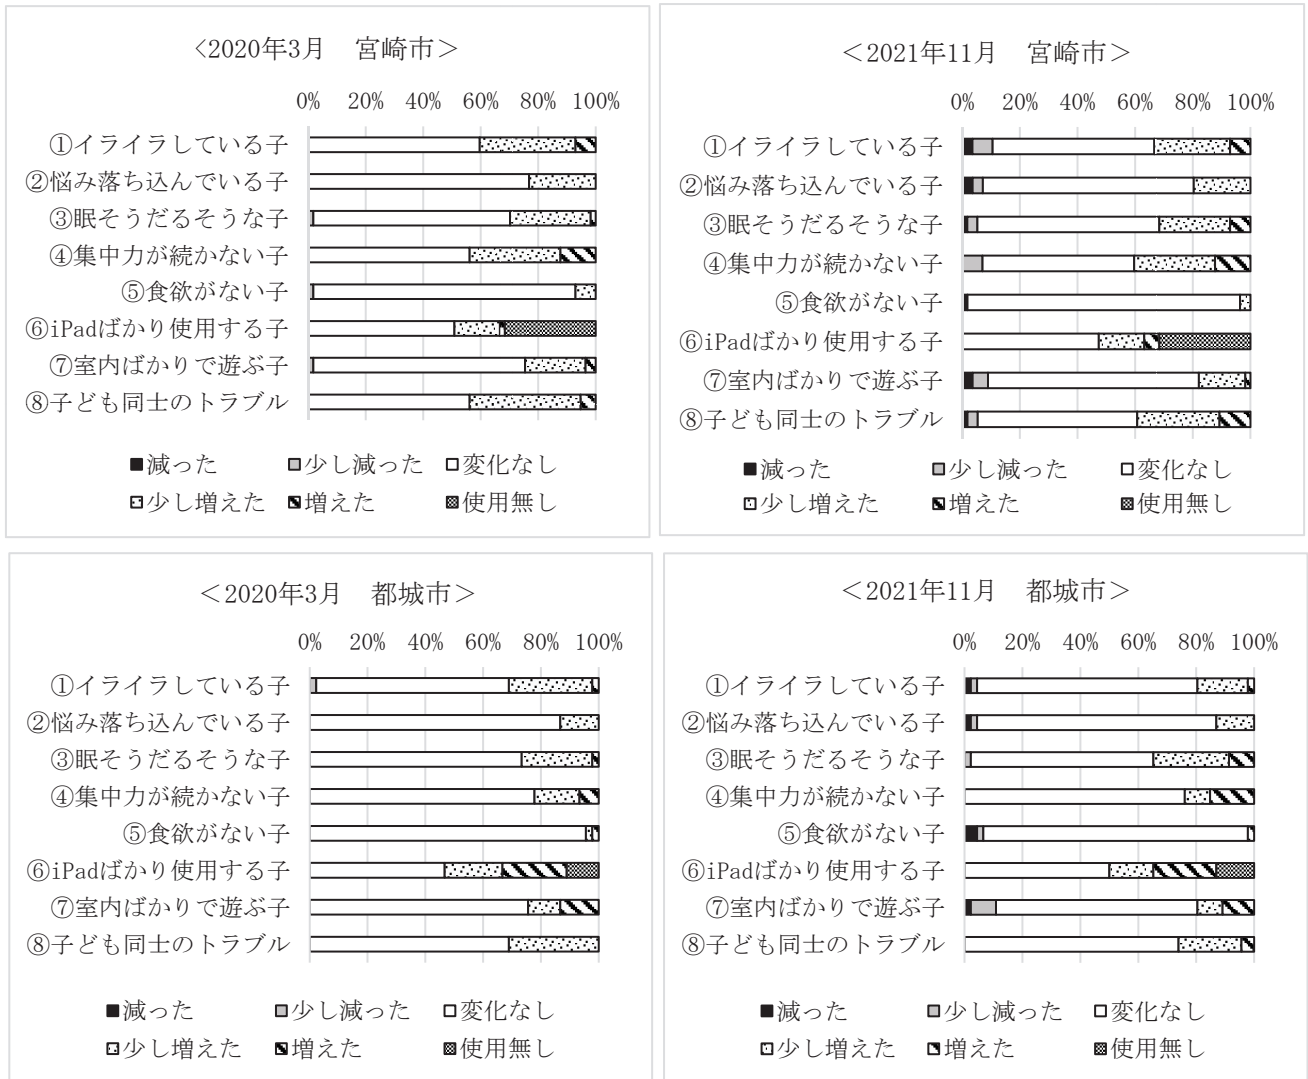 <2020年3月　宮崎市＞
0% 20% 40% 60% 80% 100%
①イライラしている子
②悩み落ち込んでいる子
③眠そうだるそうな子
④集中力が続かない子
⑤食欲がない子
⑥iPadばかり使用する子
⑦室内ばかりで遊ぶ子
⑧子ども同士のトラブル
減った 少し減った 変化なし
少し増えた 増えた 使用無し
＜2021年11月　宮崎市＞
0% 20% 40% 60% 80% 100%
①イライラしている子
②悩み落ち込んでいる子
③眠そうだるそうな子
④集中力が続かない子
⑤食欲がない子
⑥iPadばかり使用する子
⑦室内ばかりで遊ぶ子
⑧子ども同士のトラブル
減った 少し減った 変化なし
少し増えた 増えた 使用無し
＜2020年3月　都城市＞
0% 20% 40% 60% 80% 100%
①イライラしている子
②悩み落ち込んでいる子
③眠そうだるそうな子
④集中力が続かない子
⑤食欲がない子
⑥iPadばかり使用する子
⑦室内ばかりで遊ぶ子
⑧子ども同士のトラブル
減った 少し減った 変化なし
少し増えた 増えた 使用無し
＜2021年11月　都城市＞
0% 20% 40% 60% 80% 100%
①イライラしている子
②悩み落ち込んでいる子
③眠そうだるそうな子
④集中力が続かない子
⑤食欲がない子
⑥iPadばかり使用する子
⑦室内ばかりで遊ぶ子
⑧子ども同士のトラブル
減った 少し減った 変化なし
少し増えた 増えた 使用無し